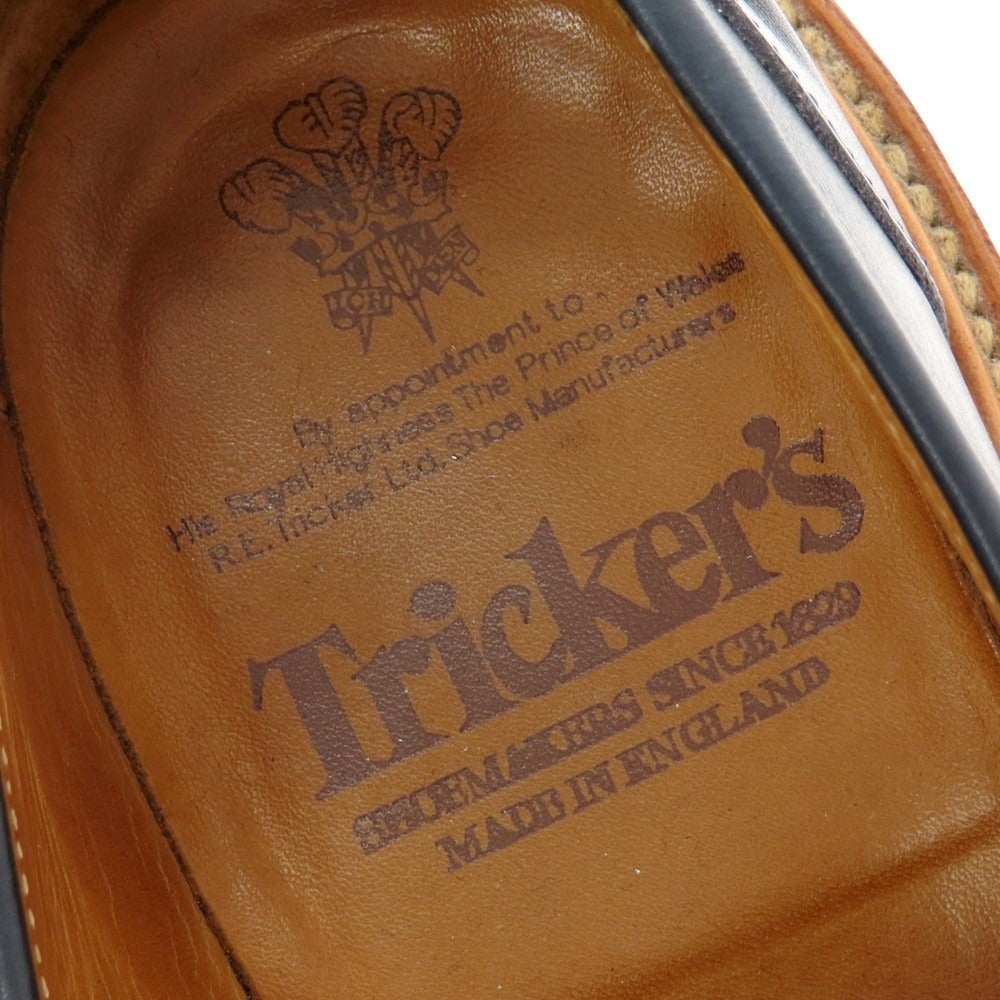 ICH
By appointment to
His Royal Highness The Prince of Wales
R.E. Tricker Ltd. Shoe Manufacturers
Tricker's
SHOEMAKERS SINCE 1829
MADE IN ENGLAND